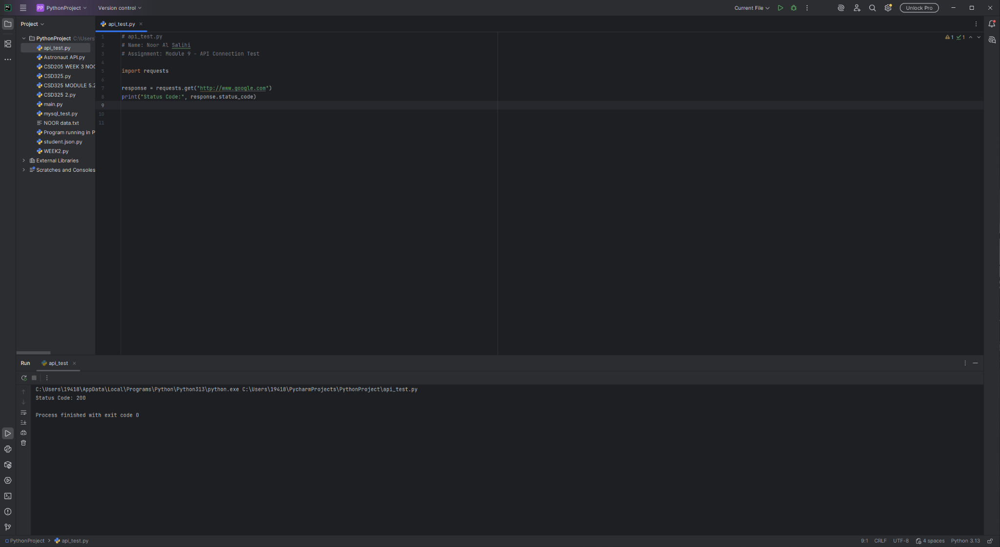 PC
PP PythonProject
Version control
Current File
Unlock Pro
Project
api_test.py
PythonProject C:\Users
api_test.py
Astronaut API.py
CSD205 WEEK 3 NOO
CSD325.py
CSD325 MODULE 5.2
CSD325 2.py
main.py
mysql_test.py
NOOR data.txt
Program running in P
student.json.py
WEEK2.py
External Libraries
Scratches and Consoles
1 # api_test.py
2 # Name: Noor Al Salihi
3 # Assignment: Module 9 - API Connection Test
4
5 import requests
6
7 response = requests.get("http://www.google.com")
8 print("Status Code:", response.status_code)
9
10
11
1 1
Run api_test
C:\Users\19418\AppData\Local\Programs\Python\Python313\python.exe C:\Users\19418\PycharmProjects\PythonProject\api_test.py
Status Code: 200
Process finished with exit code 0
PythonProject > api_test.py
9:1 CRLF UTF-8 4 spaces Python 3.13